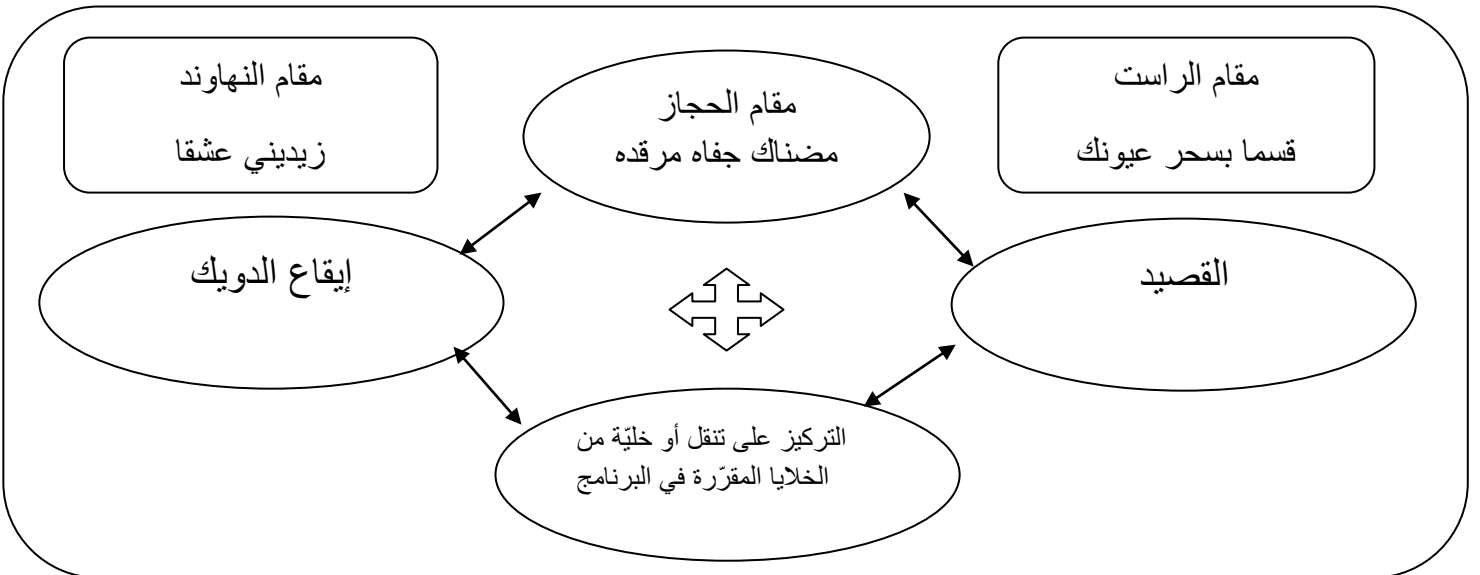 مقام الراست
قسما بسحر عيونك
مقام الحجاز
مضناك جفاه مرقده
مقام النهاوند
زيديني عشقا
القصيد
إيقاع الدويك
التركيز على تنقل أو خليّة من
الخلايا المقرّرة في البرنامج